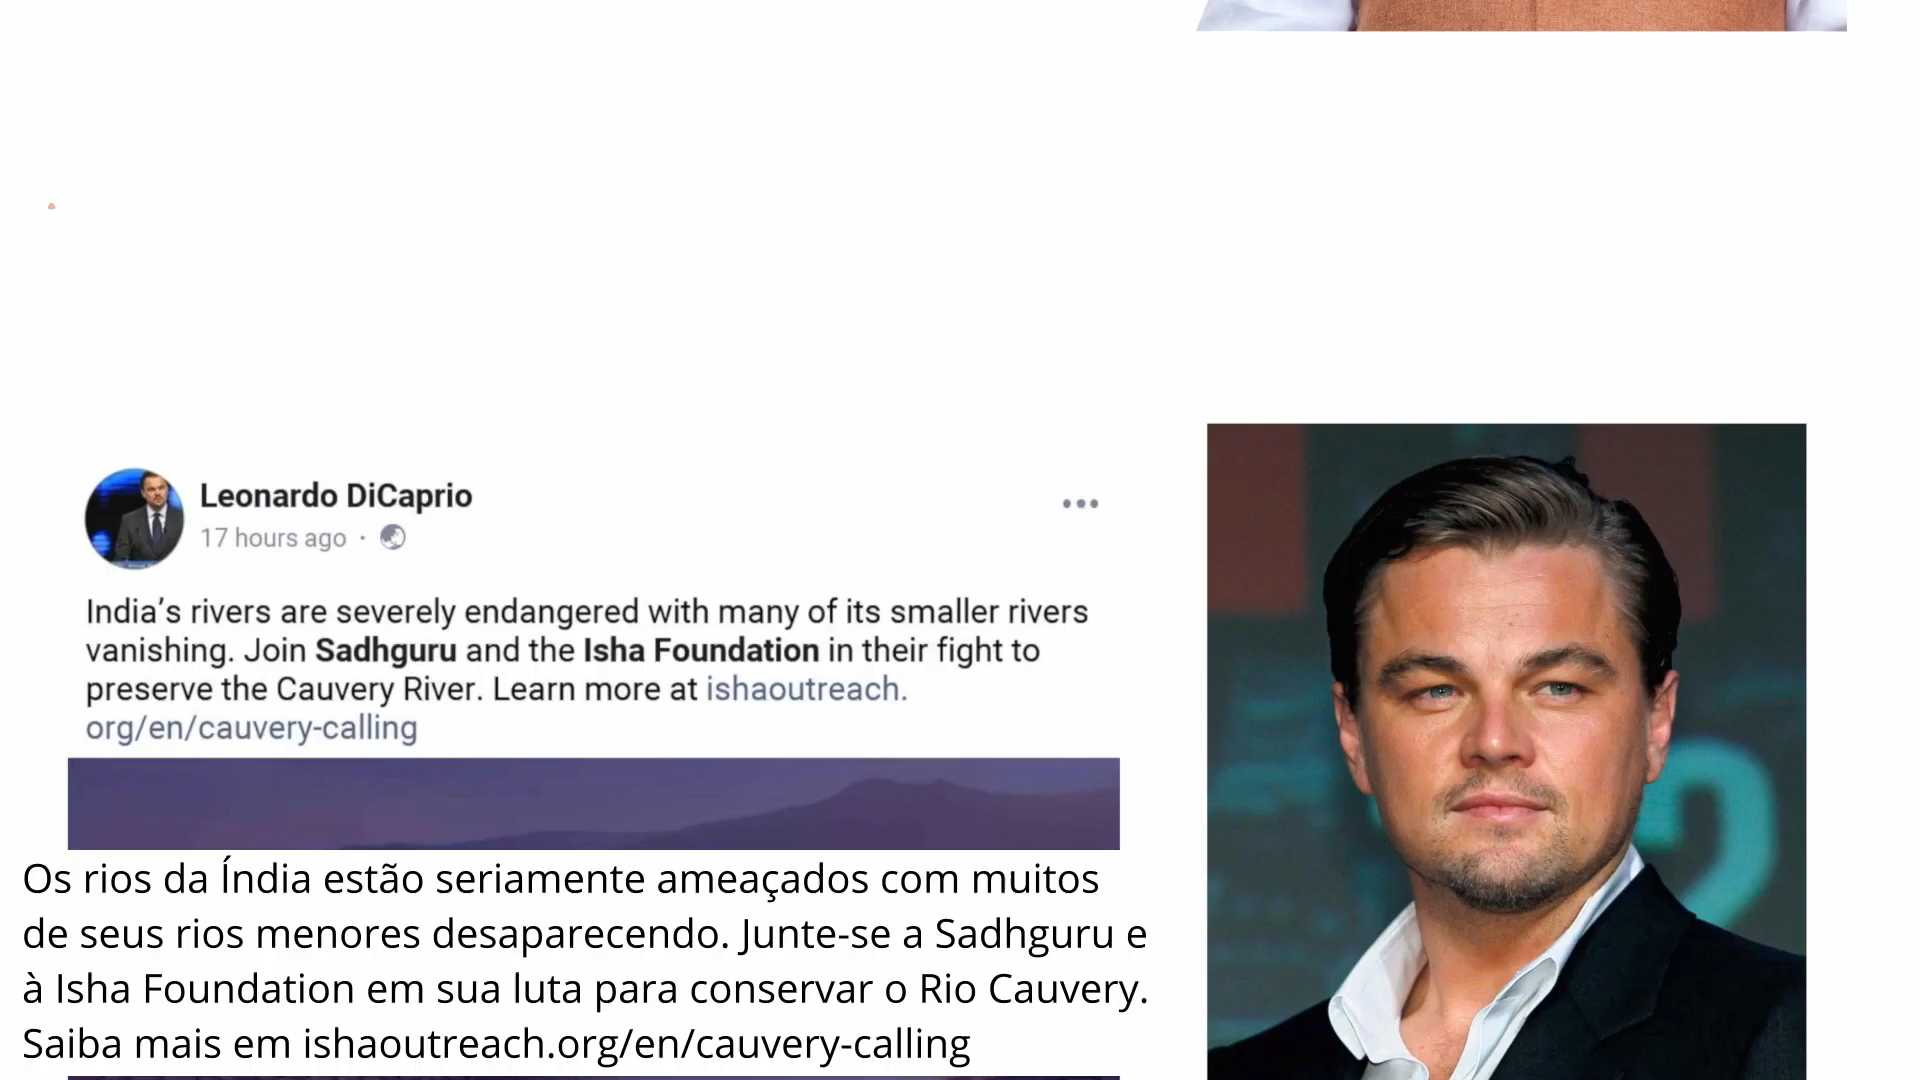 Leonardo DiCaprio
17 hours ago ·
India’s rivers are severely endangered with many of its smaller rivers
vanishing. Join Sadhguru and the Isha Foundation in their fight to
preserve the Cauvery River. Learn more at ishaoutreach.
org/en/cauvery-calling
Os rios da Índia estão seriamente ameaçados com muitos
de seus rios menores desaparecendo. Junte-se a Sadhguru e
à Isha Foundation em sua luta para conservar o Rio Cauvery.
Saiba mais em ishaoutreach.org/en/cauvery-calling
2